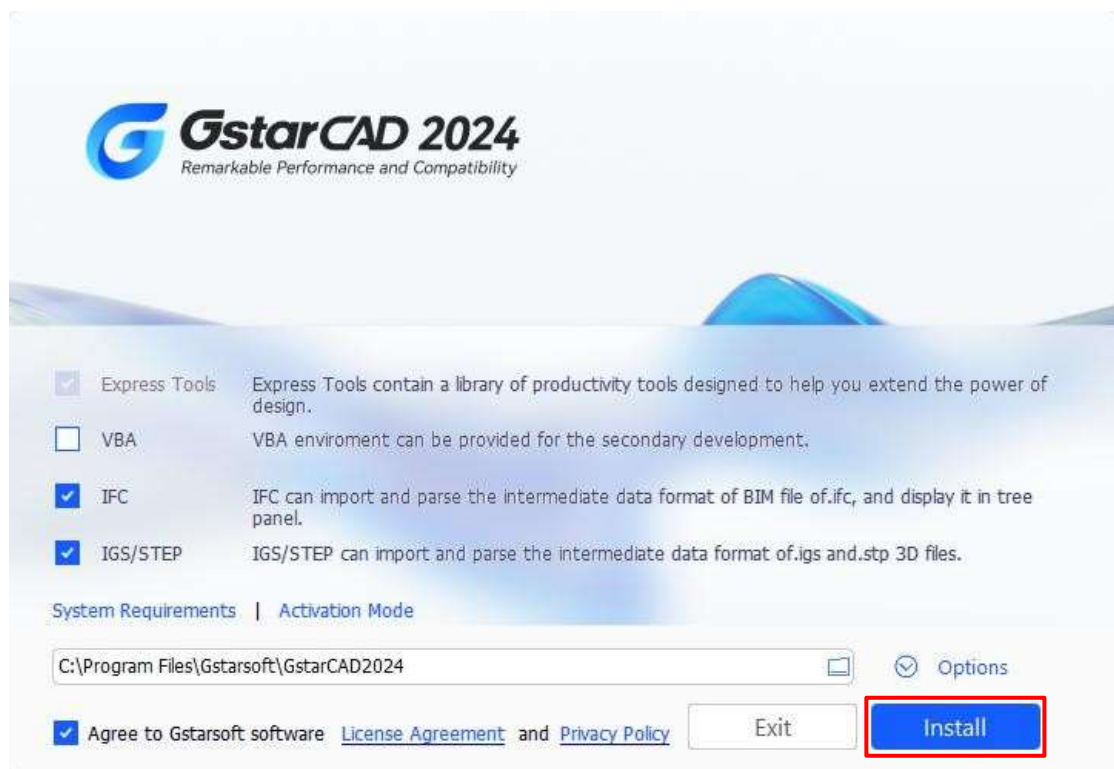 GstarCAD 2024
Remarkable Performance and Compatibility
Express Tools Express Tools contain a library of productivity tools designed to help you extend the power of
design.
VBA VBA enviroment can be provided for the secondary development.
IFC IFC can import and parse the intermediate data format of BIM file of.ifc, and display it in tree
panel.
IGS/STEP IGS/STEP can import and parse the intermediate data format of.igs and.stp 3D files.
System Requirements | Activation Mode
C:\Program Files\Gstarsoft\GstarCAD2024 Options
Agree to Gstarsoft software License Agreement and Privacy Policy Exit Install